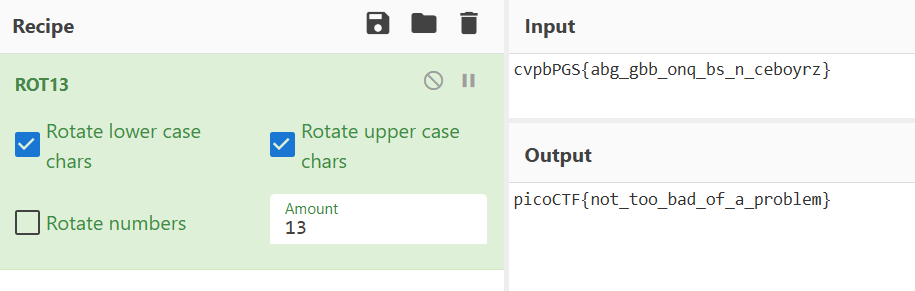 Recipe
ROT13
Rotate lower case
chars
Rotate upper case
chars
Rotate numbers
Amount
13
Input
cvpbPGS{abg_gbb_onq_bs_n_ceboyrz}
Output
picoCTF{not_too_bad_of_a_problem}